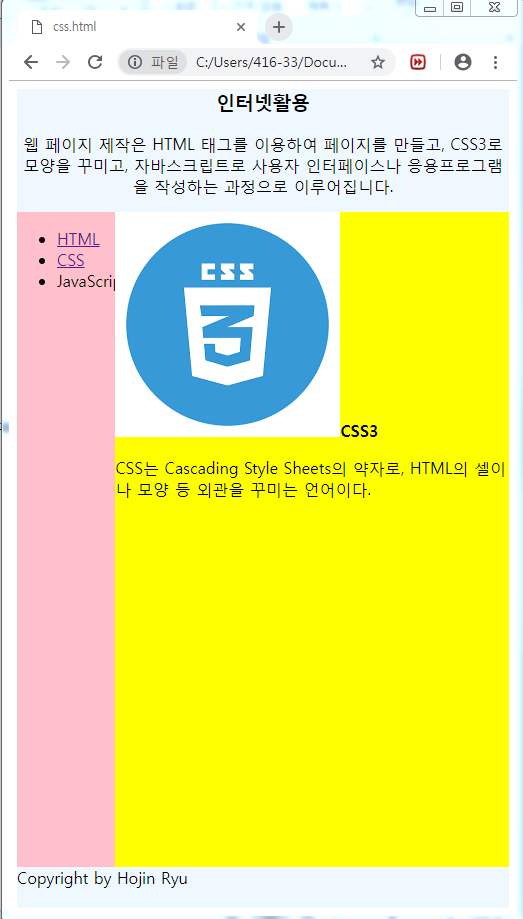 css.html
파일 C:/Users/416-33/Docu...
인터넷활용
웹 페이지 제작은 HTML 태그를 이용하여 페이지를 만들고, CSS3로
모양을 꾸미고, 자바스크립트로 사용자 인터페이스나 응용프로그램
을 작성하는 과정으로 이루어집니다.
HTML
CSS
JavaScrip
CSS
3
CSS3
CSS는 Cascading Style Sheets의 약자로, HTML의 셀이
나 모양 등 외관을 꾸미는 언어이다.
Copyright by Hojin Ryu